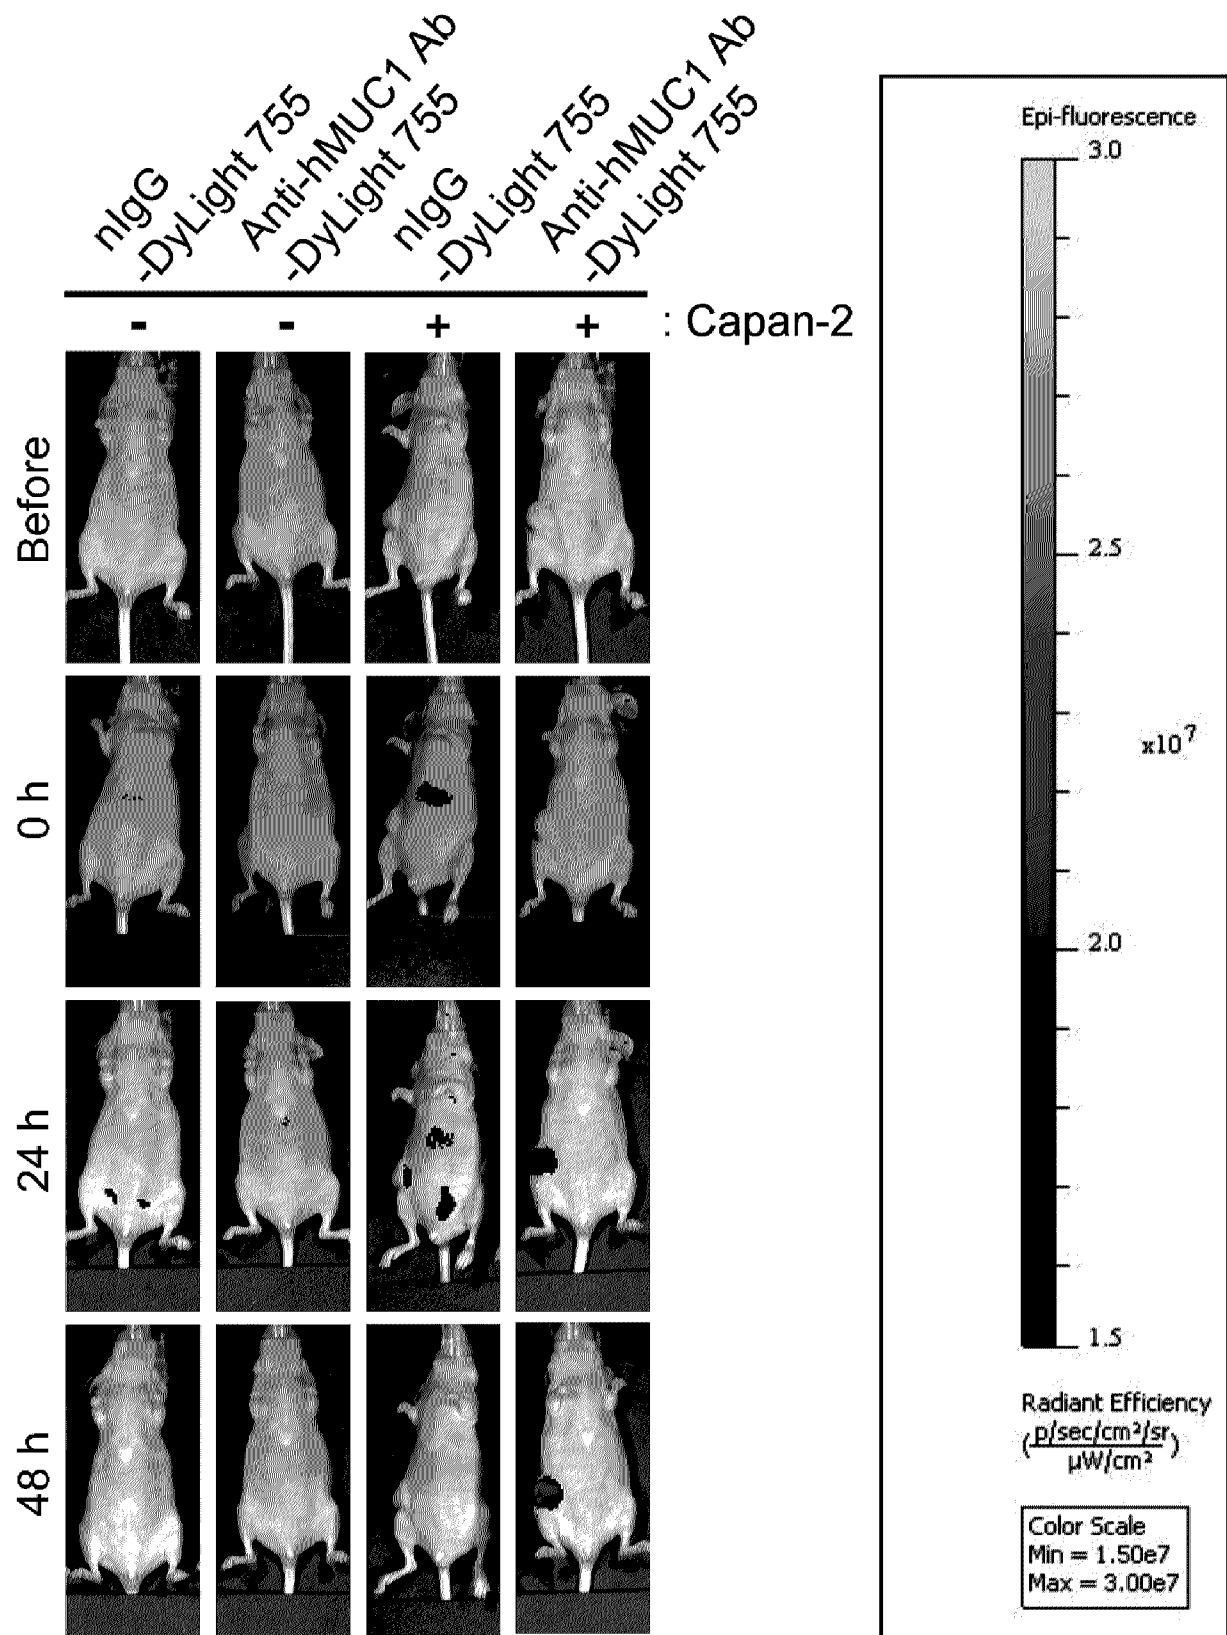 nIgG
-DyLight 755
Anti-hMUC1 Ab
-DyLight 755
nIgG
-DyLight 755
Anti-hMUC1 Ab
-DyLight 755
- - + + : Capan-2
Before
0 h
24 h
48 h
Epi-fluorescence
3.0
2.5
x10⁷
2.0
1.5
Radiant Efficiency
(p/sec/cm²/sr
μW/cm²)
Color Scale
Min = 1.50e7
Max = 3.00e7